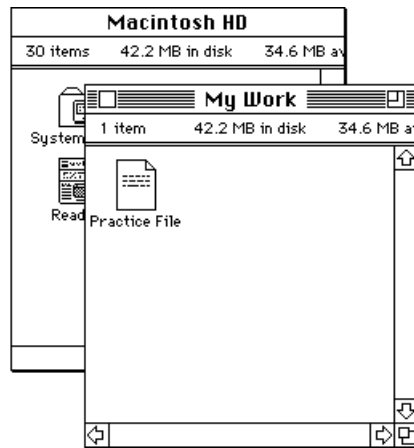 Macintosh HD
30 items 42.2 MB in disk 34.6 MB av
System
My Work
1 item 42.2 MB in disk 34.6 MB a
Read
Practice File